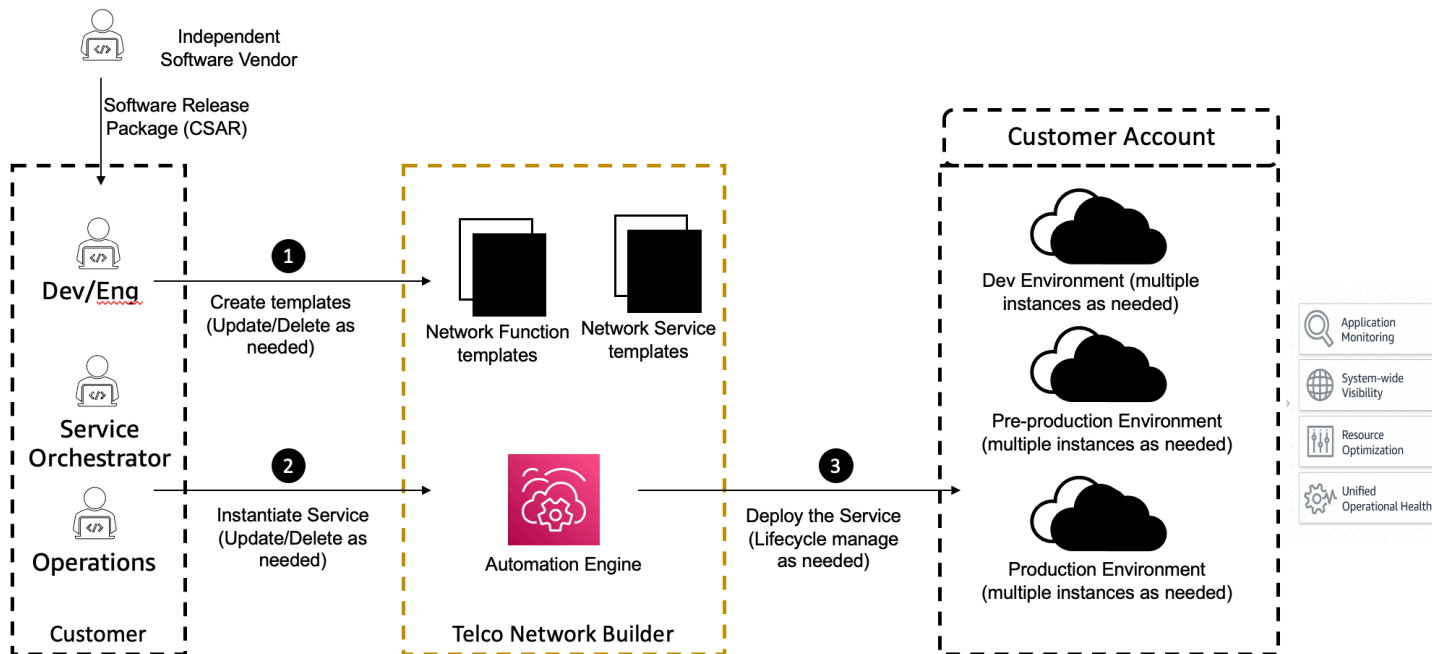 Independent
Software Vendor
Software Release
Package (CSAR)
</>
Dev/Eng
</>
Service
Orchestrator
</>
Operations
</>
Customer
1
Create templates
(Update/Delete as
needed)
2
Instantiate Service
(Update/Delete as
needed)
Network Function
templates
Network Service
templates
Automation Engine
Telco Network Builder
3
Deploy the Service
(Lifecycle manage
as needed)
Customer Account
Dev Environment (multiple
instances as needed)
Pre-production Environment
(multiple instances as needed)
Production Environment
(multiple instances as needed)
Application
Monitoring
System-wide
Visibility
Resource
Optimization
Unified
Operational Health